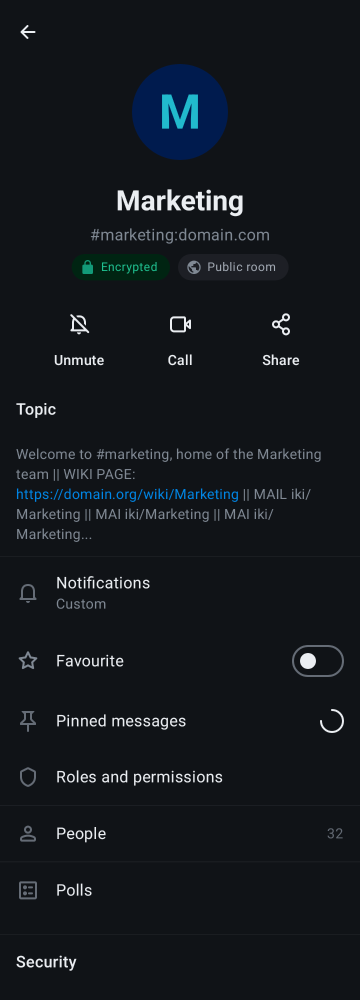 M
Marketing
#marketing:domain.com
Encrypted
Public room
Unmute
Call
Share
Topic
Welcome to #marketing, home of the Marketing
team || WIKI PAGE:
https://domain.org/wiki/Marketing || MAIL iki/
Marketing || MAI iki/Marketing || MAI iki/
Marketing...
Notifications
Custom
Favourite
Pinned messages
Roles and permissions
People
32
Polls
Security